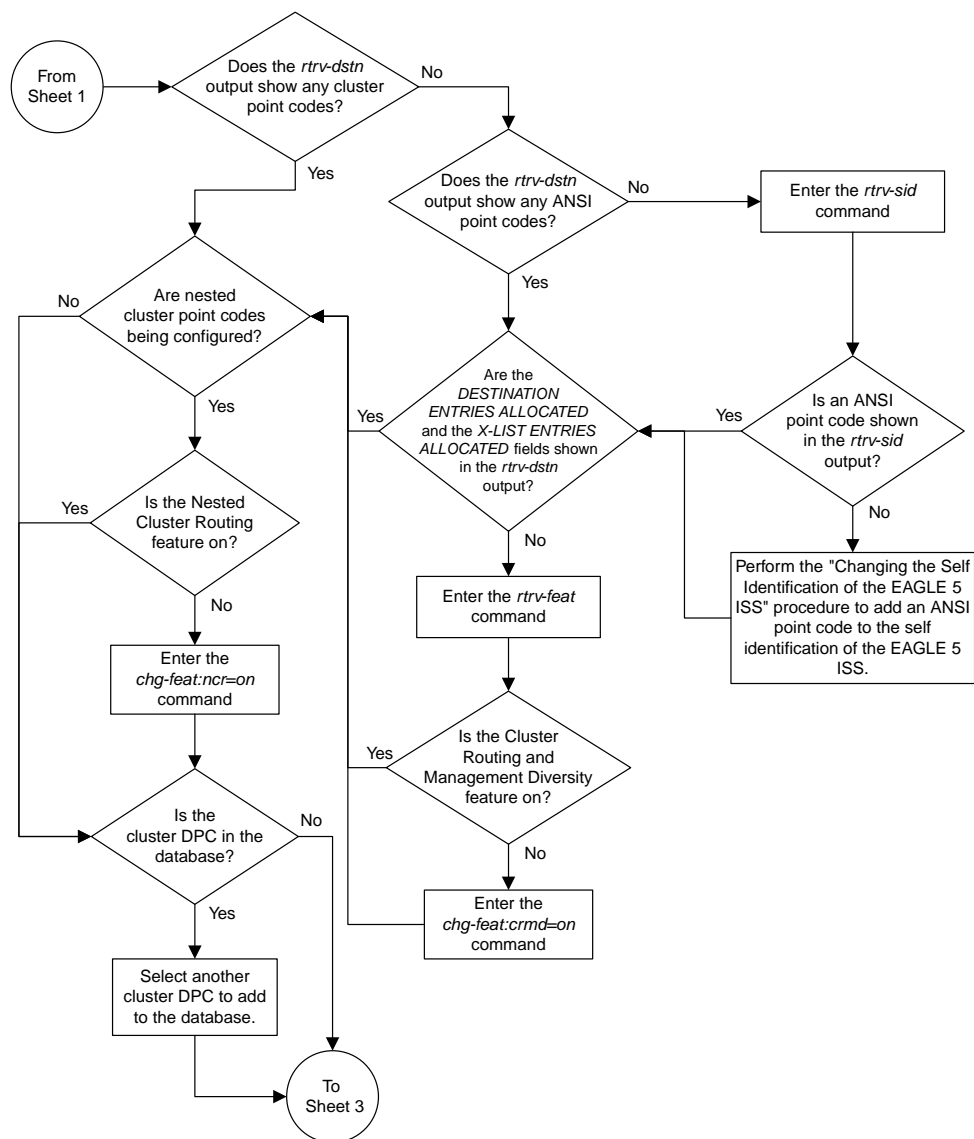 From
Sheet 1
Does the rtrv-dstn
output show any cluster
point codes?
No
Yes
Does the rtrv-dstn
output show any ANSI
point codes?
No
Yes
Enter the rtrv-sid
command
Are nested
cluster point codes
being configured?
No
Yes
Are the
DESTINATION
ENTRIES ALLOCATED
and the X-LIST ENTRIES
ALLOCATED fields shown
in the rtrv-dstn
output?
Yes
No
Is an ANSI
point code shown
in the rtrv-sid
output?
Yes
No
Is the Nested
Cluster Routing
feature on?
Yes
No
Enter the rtrv-feat
command
Perform the "Changing the Self
Identification of the EAGLE 5
ISS" procedure to add an ANSI
point code to the self
identification of the EAGLE 5
ISS.
Enter the
chg-feat:ncr=on
command
Is the Cluster
Routing and
Management Diversity
feature on?
Yes
No
Is the
cluster DPC in the
database?
No
Yes
Enter the
chg-feat:crmd=on
command
Select another
cluster DPC to add
to the database.
To
Sheet 3